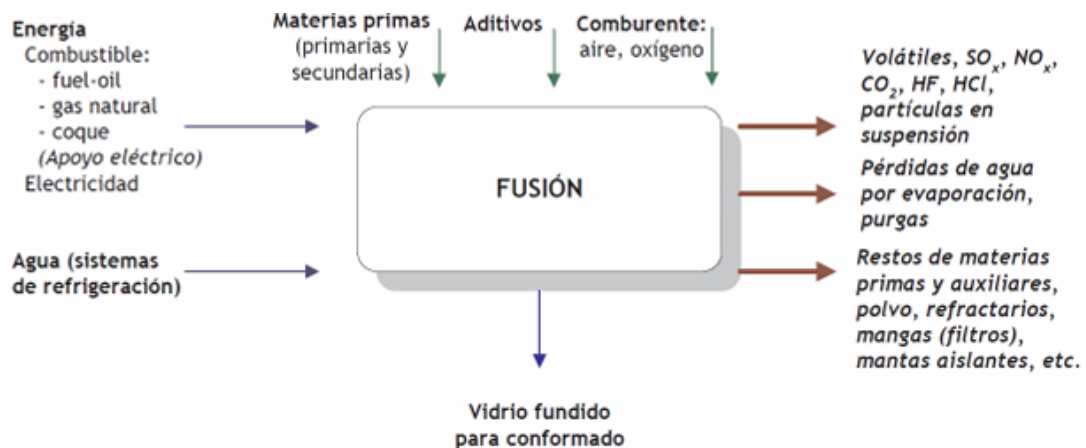 Energía
Combustible:
- fuel-oil
- gas natural
- coque
(Apoyo eléctrico)
Electricidad
Agua (sistemas
de refrigeración)
Materias primas
(primarias y
secundarias)
Aditivos
Comburente:
aire, oxígeno
FUSIÓN
Volátiles, SOx, NOx,
CO2, HF, HCl,
partículas en
suspensión
Pérdidas de agua
por evaporación,
purgas
Restos de materias
primas y auxiliares,
polvo, refractarios,
mangas (filtros),
mantas aislantes, etc.
Vidrio fundido
para conformado